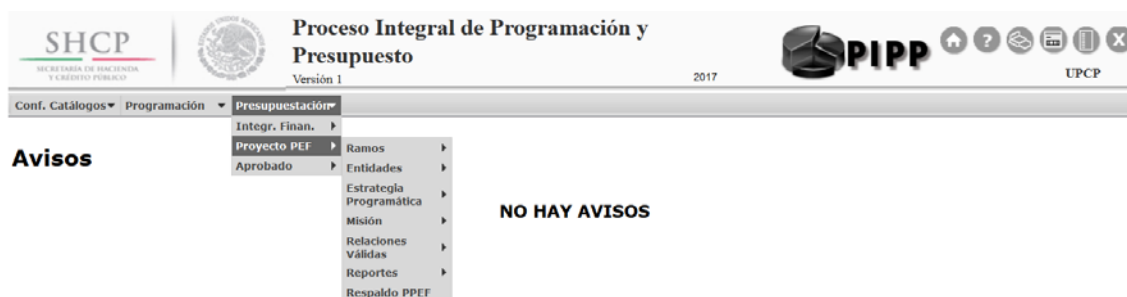 SHCP
SECRETARÍA DE HACIENDA
Y CRÉDITO PÚBLICO
Proceso Integral de Programación y
Presupuesto
Versión 1
2017
PIPP
UPCP
Conf. Catálogos Programación Presupuestación
Integr. Finan.
Proyecto PEF
Aprobado
Ramos
Entidades
Estrategia
Programática
Misión
Relaciones
Válidas
Reportes
Respaldo PPEF
Avisos
NO HAY AVISOS